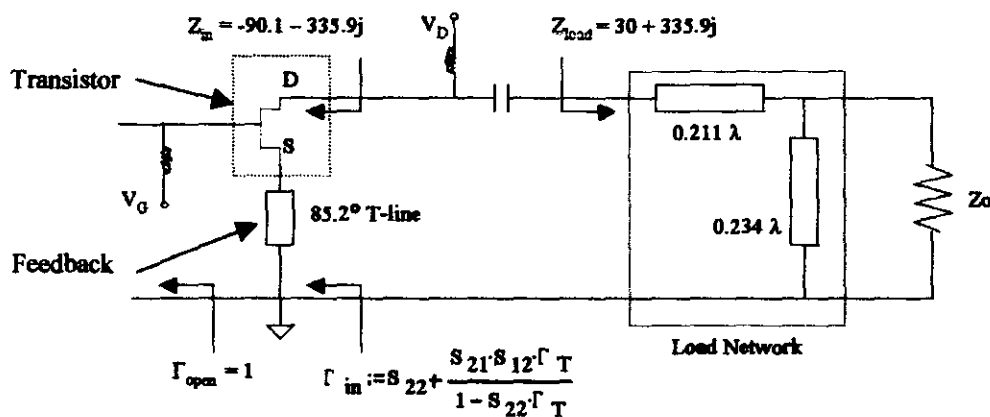 Z_in = -90.1 – 335.9j
V_D
Z_load = 30 + 335.9j
Transistor
D
S
0.211 λ
V_G
85.2° T-line
0.234 λ
Zo
Feedback
Load Network
Γ_open = 1
Γ_in := S_22 + (S_21·S_12·Γ_T)/(1 – S_22·Γ_T)